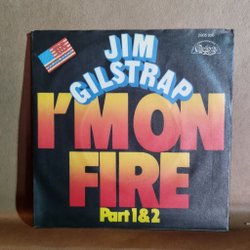 JIM
GILSTRAP
I'M ON
FIRE
Part 1 & 2